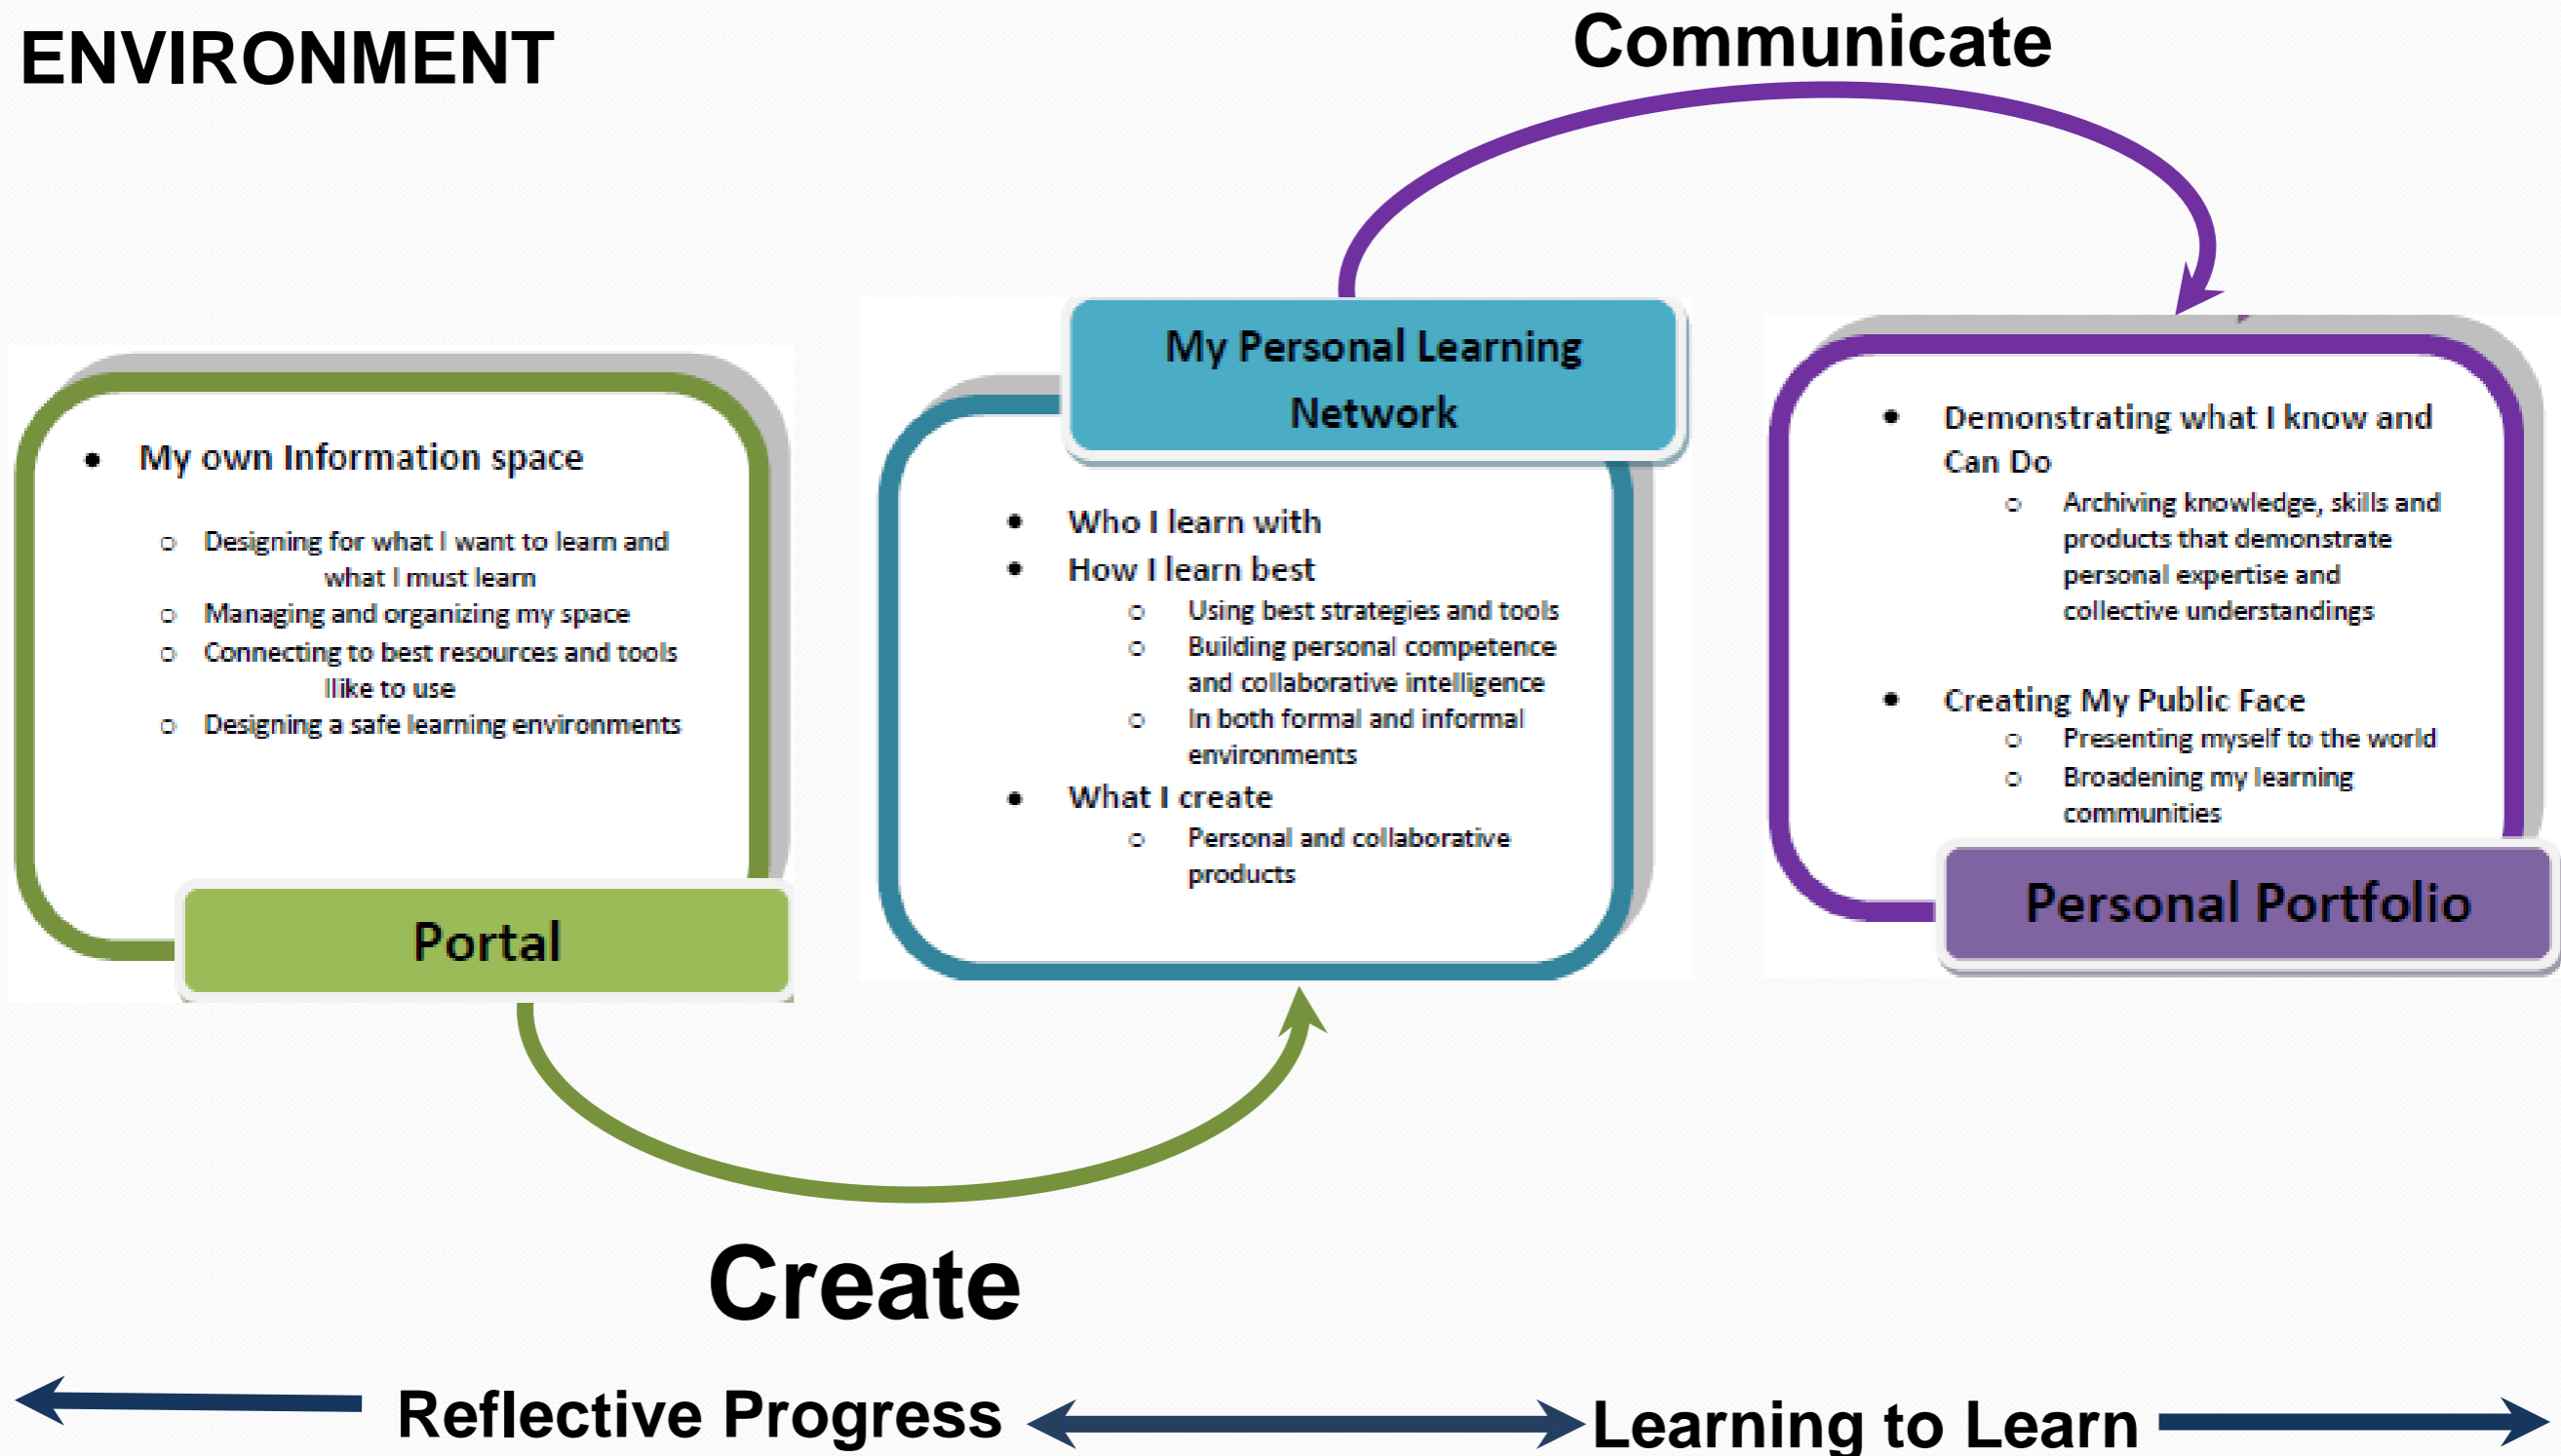 ENVIRONMENT
Communicate
My own Information space
Designing for what I want to learn and
what I must learn
Managing and organizing my space
Connecting to best resources and tools
Ilike to use
Designing a safe learning environments
Portal
My Personal Learning
Network
Who I learn with
How I learn best
Using best strategies and tools
Building personal competence
and collaborative intelligence
In both formal and informal
environments
What I create
Personal and collaborative
products
Demonstrating what I know and
Can Do
Archiving knowledge, skills and
products that demonstrate
personal expertise and
collective understandings
Creating My Public Face
Presenting myself to the world
Broadening my learning
communities
Personal Portfolio
Create
Reflective Progress
Learning to Learn